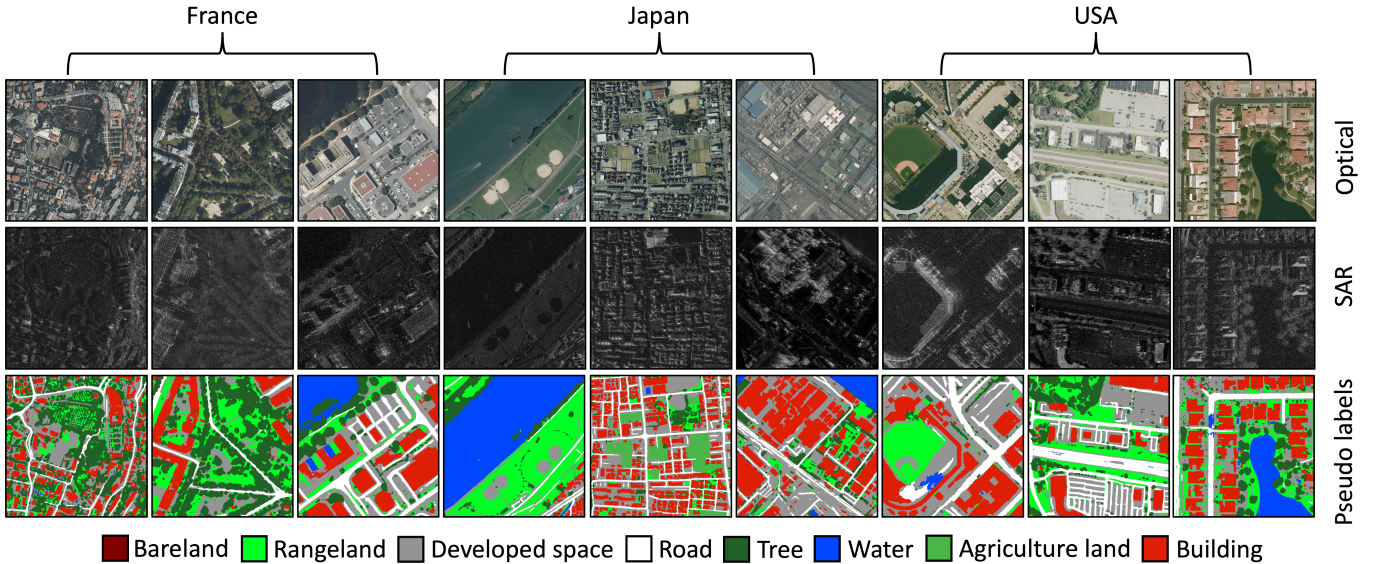 France Japan USA
Optical
SAR
Pseudo labels
Bareland Rangeland Developed space Road Tree Water Agriculture land Building